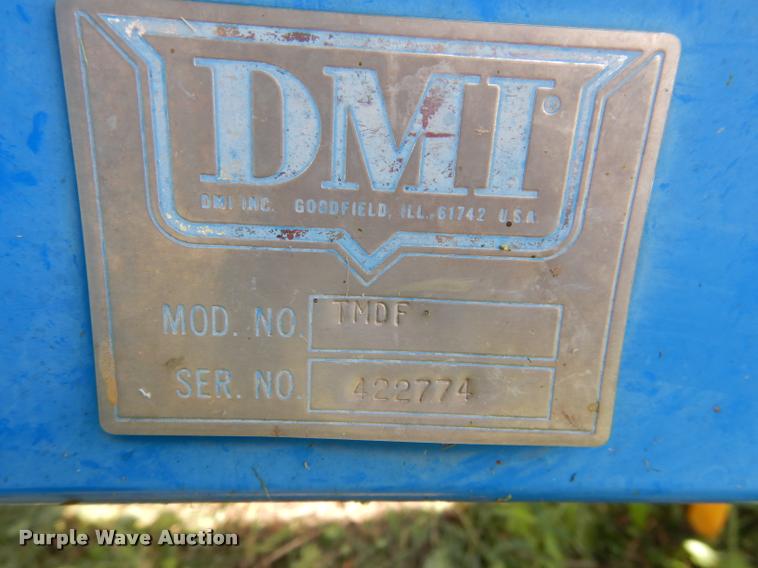 DMI®
DMI INC. GOODFIELD, ILL. 61742 U.S.A.
MOD. NO. TMDF
SER. NO. 422774
Purple Wave Auction